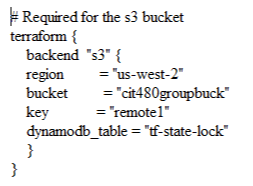 # Required for the s3 bucket
terraform {
backend "s3" {
region = "us-west-2"
bucket = "cit480groupbuck"
key = "remote1"
dynamodb_table = "tf-state-lock"
}
}